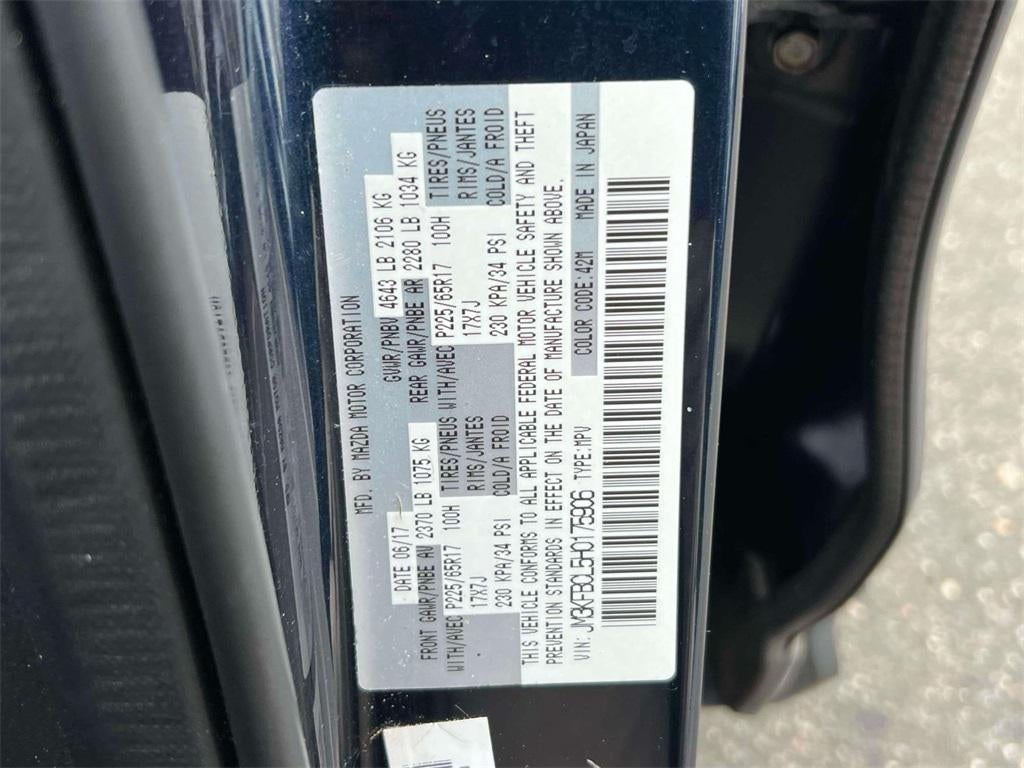 MFD. BY MAZDA MOTOR CORPORATION
DATE 06/17 GVWR/PNBV 4643 LB 2106 KG
FRONT GAWR/PNBE AV 2370 LB 1075 KG REAR GAWR/PNBE AR 2280 LB 1034 KG
WITH/AVEC P225/65R17 100H TIRES/PNEUS WITH/AVEC P225/65R17 100H TIRES/PNEUS
17X7J RIMS/JANTES 17X7J RIMS/JANTES
230 KPA/34 PSI COLD/A FROID 230 KPA/34 PSI COLD/A FROID
THIS VEHICLE CONFORMS TO ALL APPLICABLE FEDERAL MOTOR VEHICLE SAFETY AND THEFT
PREVENTION STANDARDS IN EFFECT ON THE DATE OF MANUFACTURE SHOWN ABOVE.
VIN: JM3KFBCL5H0175906 TYPE:MPV COLOR CODE:42M MADE IN JAPAN